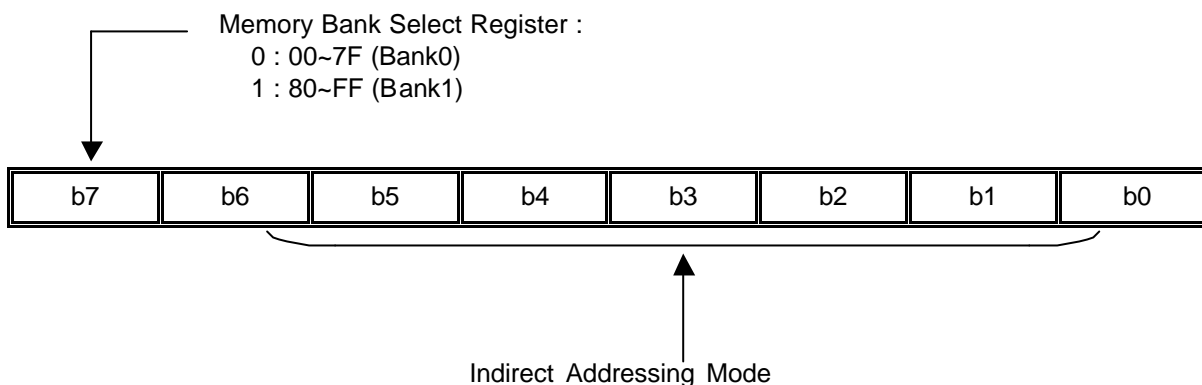 Memory Bank Select Register :
0 : 00~7F (Bank0)
1 : 80~FF (Bank1)
b7 b6 b5 b4 b3 b2 b1 b0
Indirect Addressing Mode